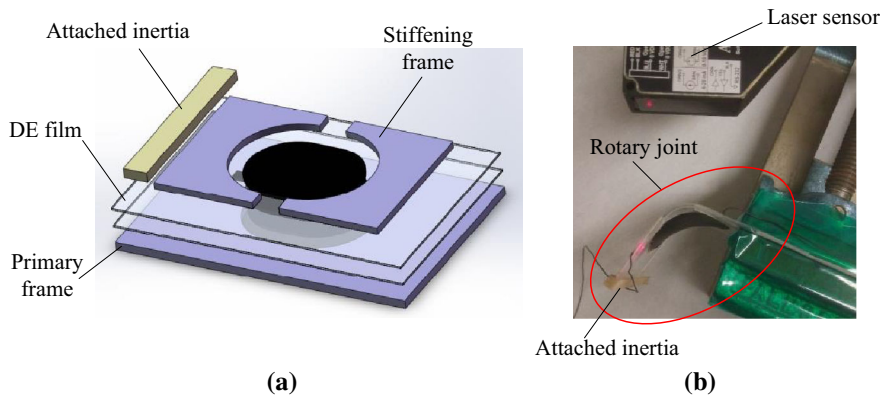 Attached inertia
Stiffening
frame
DE film
Primary
frame
(a)
Laser sensor
Rotary joint
Attached inertia
(b)